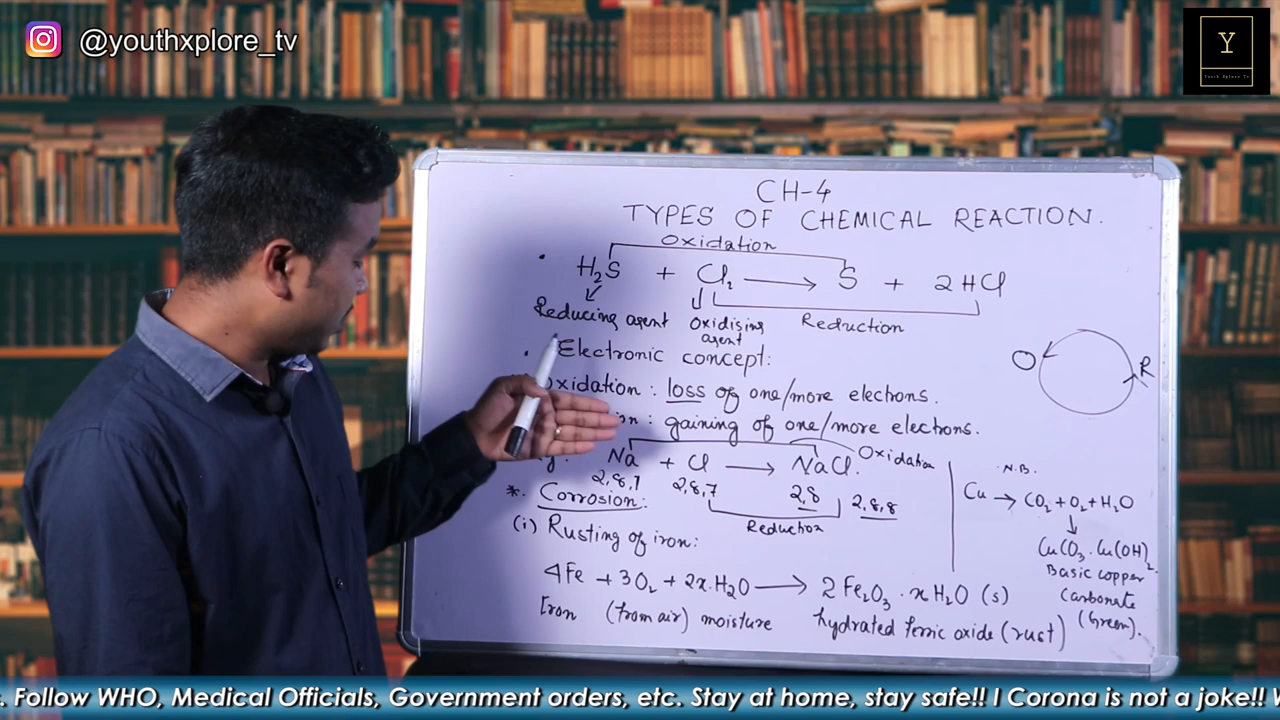 @youthxplore_tv
Y
CH-4
TYPES OF CHEMICAL REACTION.
Oxidation
H₂S + Cl₂ → S + 2HCl
Reducing agent
Oxidising
agent
Reduction
Electronic concept:
O
R
Oxidation : loss of one/more electrons.
: gaining of one/more electrons.
Na + Cl → NaCl.
Oxidation
2,8,1 2,8,7 2,8 2,8,8
Reduction
* Corrosion:
(i) Rusting of iron:
4Fe + 3O₂ + 2x.H₂O → 2Fe₂O₃ . xH₂O (s)
Iron (from air) moisture hydrated ferric oxide (rust)
N.B.
Cu → CO₂ + O₂ + H₂O
CuCO₃. Cu(OH)₂.
Basic copper
Carbonate
(Green).
. Follow WHO, Medical Officials, Government orders, etc. Stay at home, stay safe!! I Corona is not a joke!!